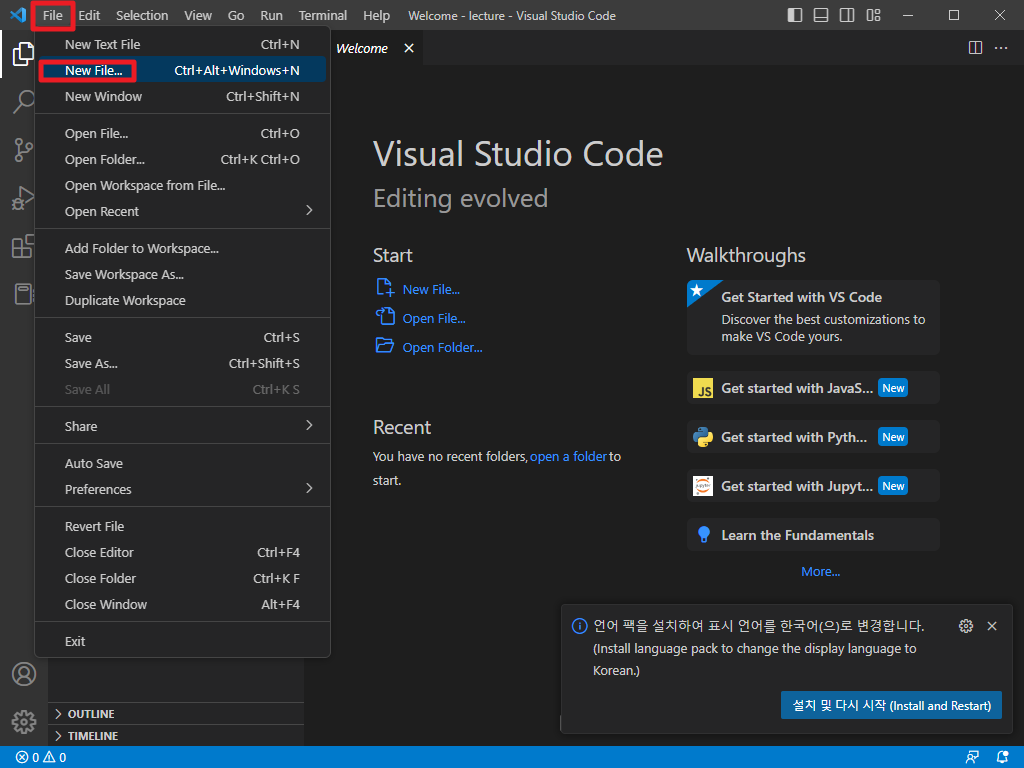 File Edit Selection View Go Run Terminal Help Welcome - lecture - Visual Studio Code
New Text File Ctrl+N
New File... Ctrl+Alt+Windows+N
New Window Ctrl+Shift+N
Open File... Ctrl+O
Open Folder... Ctrl+K Ctrl+O
Open Workspace from File...
Open Recent
Add Folder to Workspace...
Save Workspace As...
Duplicate Workspace
Save Ctrl+S
Save As... Ctrl+Shift+S
Save All Ctrl+K S
Share
Auto Save
Preferences
Revert File
Close Editor Ctrl+F4
Close Folder Ctrl+K F
Close Window Alt+F4
Exit
OUTLINE
TIMELINE
Welcome
Visual Studio Code
Editing evolved
Start
New File...
Open File...
Open Folder...
Recent
You have no recent folders, open a folder to
start.
Walkthroughs
Get Started with VS Code
Discover the best customizations to
make VS Code yours.
JS Get started with JavaS... New
Get started with Pyth... New
jupyter Get started with Jupyt... New
Learn the Fundamentals
More...
언어 팩을 설치하여 표시 언어를 한국어(으)로 변경합니다.
(Install language pack to change the display language to
Korean.)
설치 및 다시 시작 (Install and Restart)
0 0